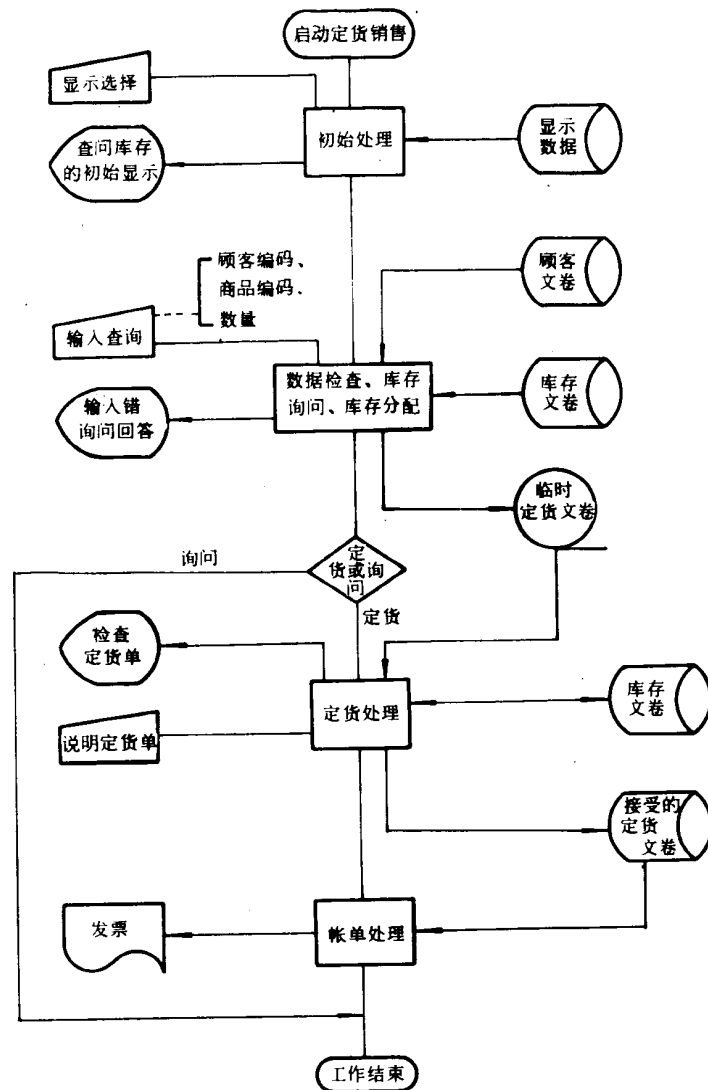 启动定货销售
显示选择
初始处理
显示
数据
查问库存
的初始显示
顾客编码、
商品编码、
数量
顾客
文卷
输入查询
数据检查、库存
询问、库存分配
库存
文卷
输入错
询问回答
临时
定货文卷
询问
定
货或询
问
定货
检查
定货单
定货处理
库存
文卷
说明定货单
接受的
定货
文卷
发票
帐单处理
工作结束